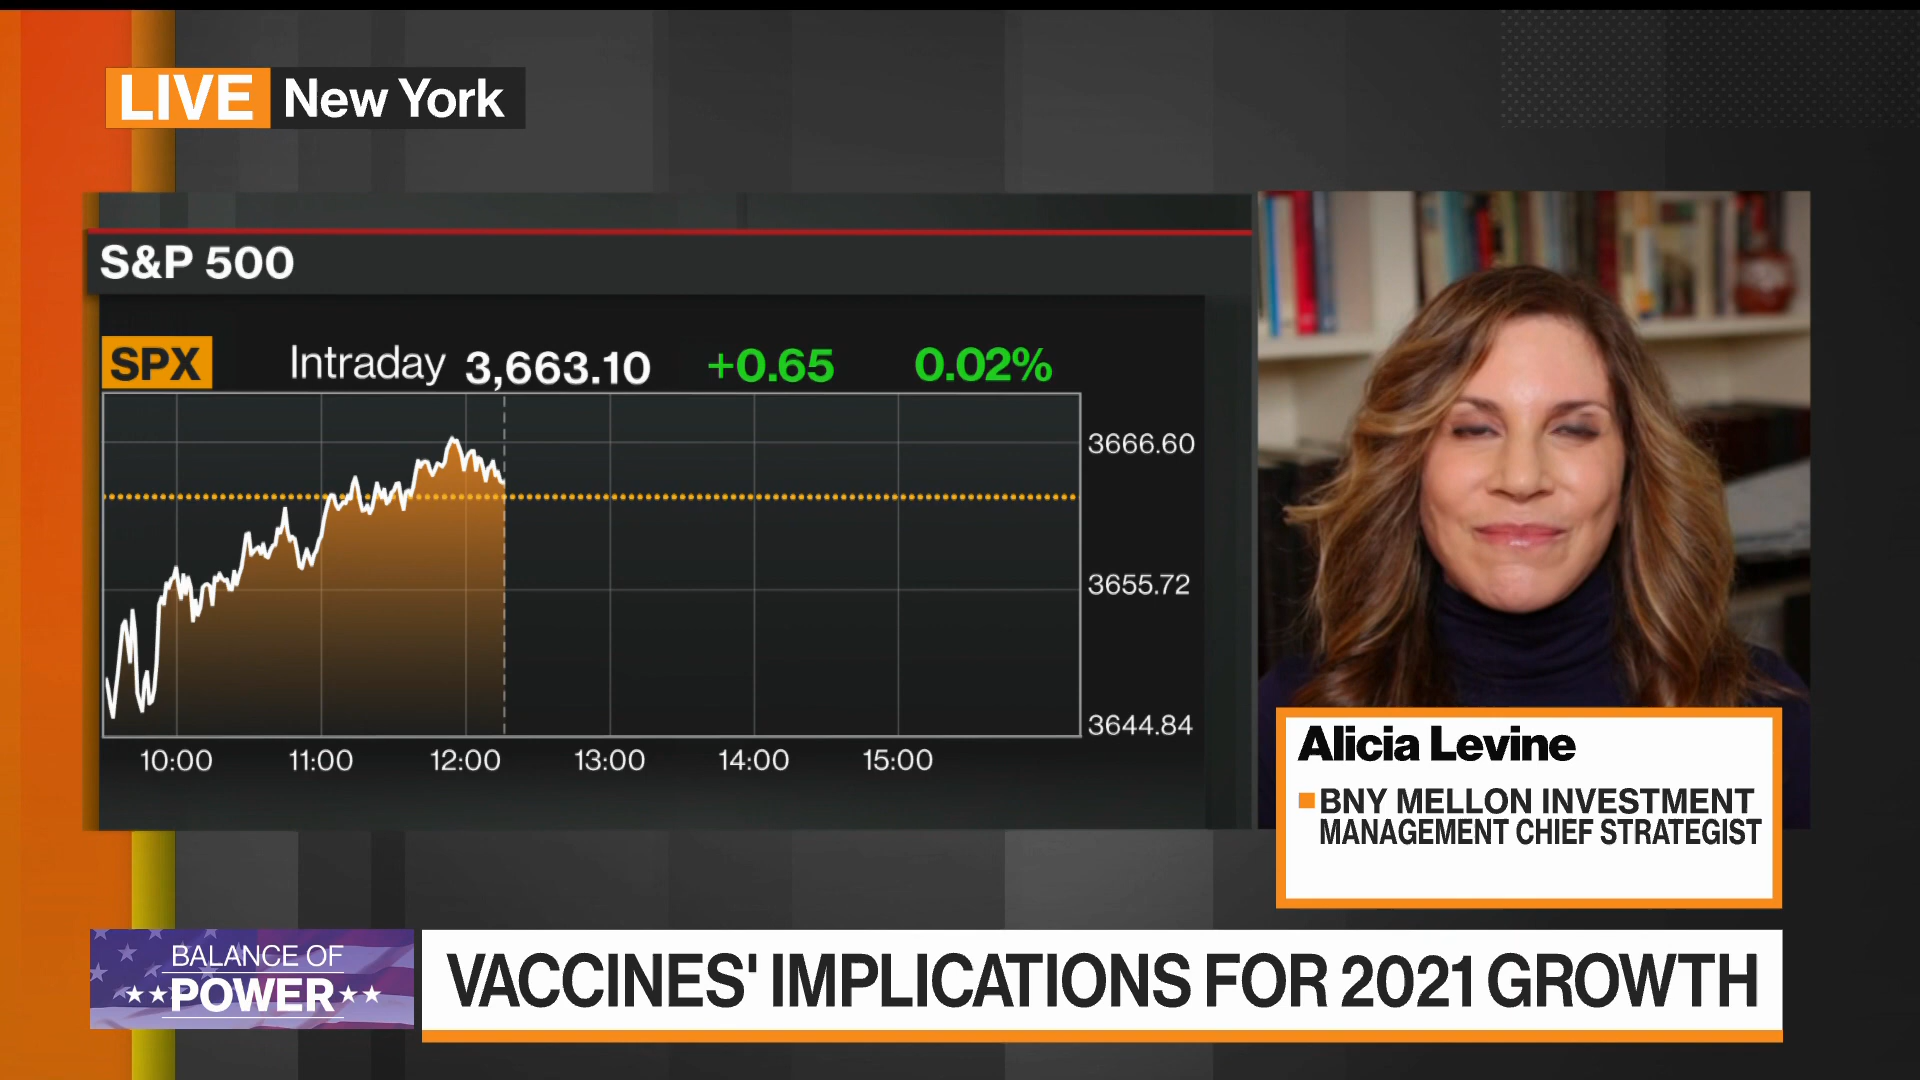 LIVE New York
S&P 500
SPX Intraday 3,663.10 +0.65 0.02%
3666.60
3655.72
3644.84
10:00 11:00 12:00 13:00 14:00 15:00
Alicia Levine
BNY MELLON INVESTMENT
MANAGEMENT CHIEF STRATEGIST
BALANCE OF
POWER
VACCINES' IMPLICATIONS FOR 2021 GROWTH